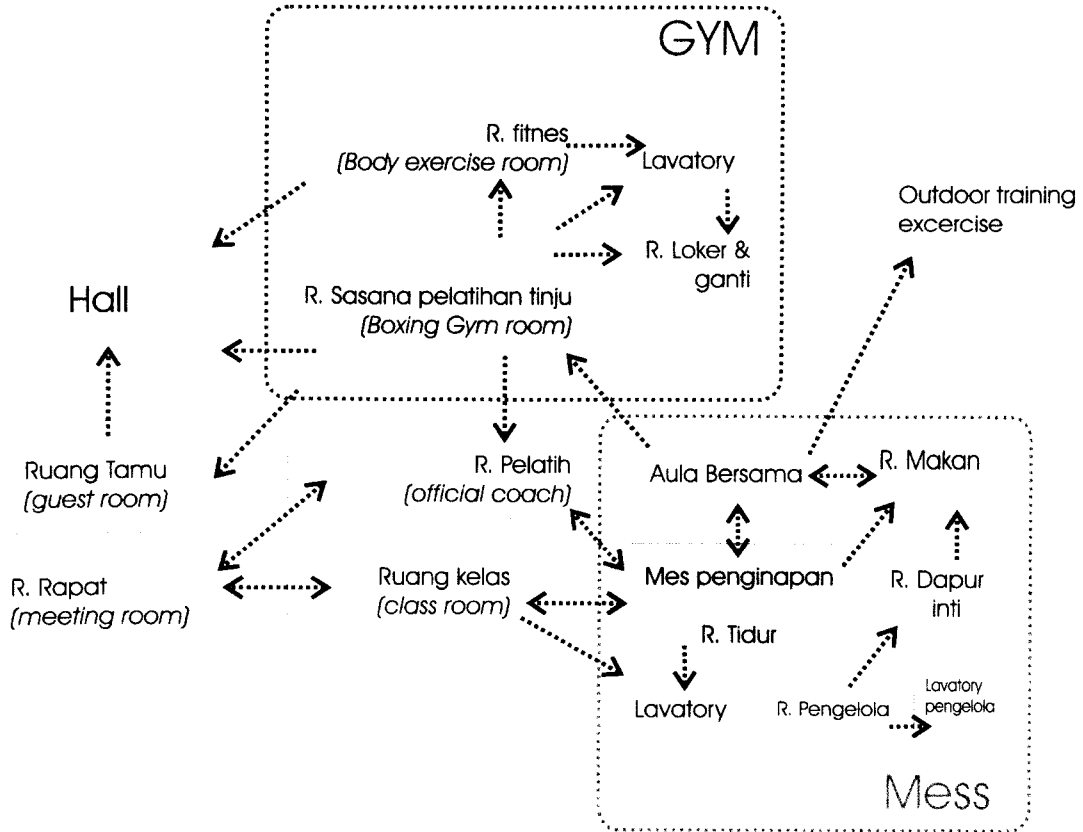 GYM
R. fitnes
(Body exercise room)
Lavatory
Outdoor training
excercise
R. Loker &
ganti
Hall
R. Sasana pelatihan tinju
(Boxing Gym room)
Ruang Tamu
(guest room)
R. Pelatih
(official coach)
Aula Bersama
R. Makan
R. Rapat
(meeting room)
Ruang kelas
(class room)
Mes penginapan
R. Dapur
inti
R. Tidur
Lavatory
R. Pengelola
Lavatory
pengelola
Mess